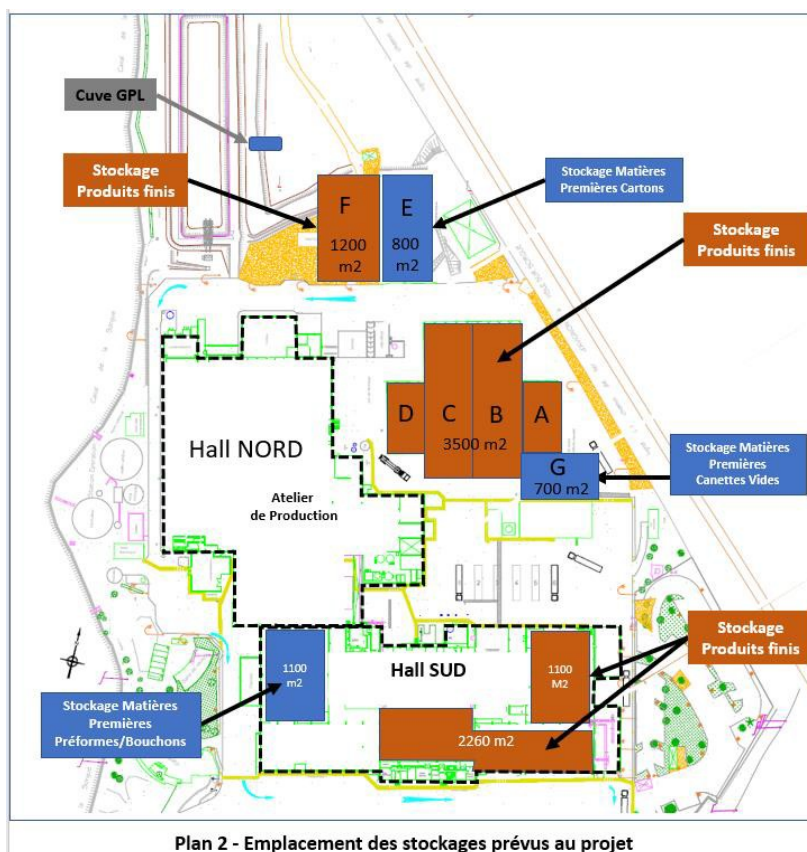 Cuve GPL
Stockage
Produits finis
F
1200
m2
E
800
m2
Stockage Matières
Premières Cartons
Stockage
Produits finis
D
C
B
A
3500 m2
G
700 m2
Stockage Matières
Premières
Canettes Vides
Hall NORD
Atelier
de Production
Stockage
Produits finis
1100
m2
Hall SUD
1100
M2
Stockage Matières
Premières
Préformes/Bouchons
2260 m2
Plan 2 - Emplacement des stockages prévus au projet